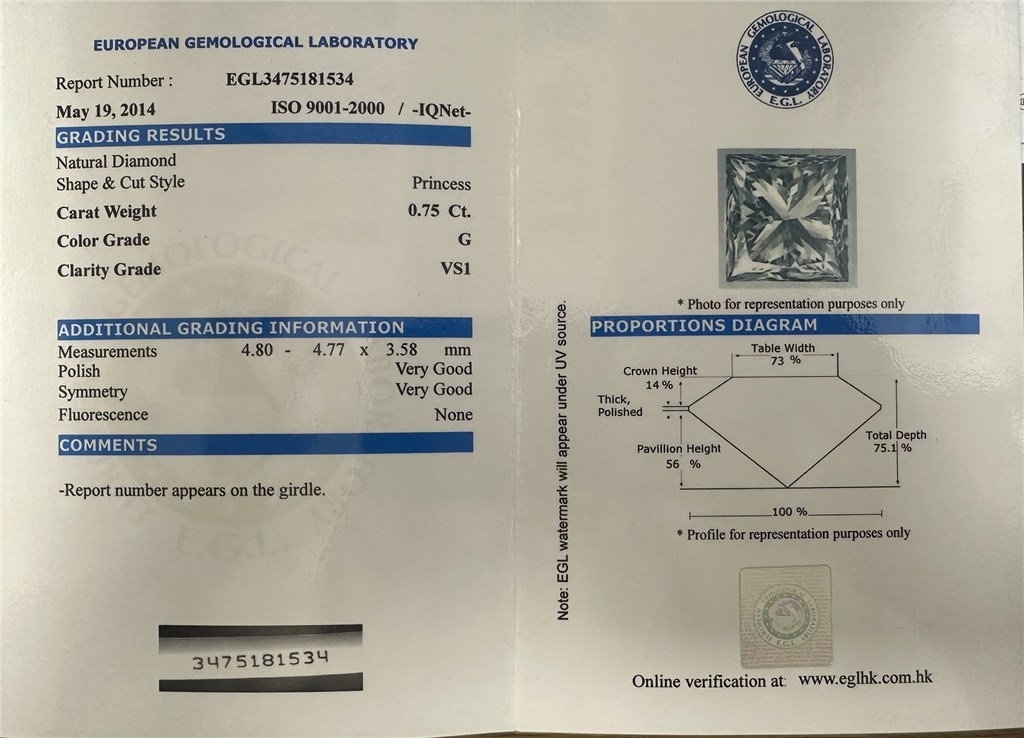 EUROPEAN GEMOLOGICAL LABORATORY
Report Number : EGL3475181534
May 19, 2014 ISO 9001-2000 / -IQNet-
GRADING RESULTS
Natural Diamond
Shape & Cut Style Princess
Carat Weight 0.75 Ct.
Color Grade G
Clarity Grade VS1
ADDITIONAL GRADING INFORMATION
Measurements 4.80 - 4.77 x 3.58 mm
Polish Very Good
Symmetry Very Good
Fluorescence None
COMMENTS
-Report number appears on the girdle.
E.G.L.
3475181534
Note: EGL watermark will appear under UV source.
EUROPEAN GEMOLOGICAL LABORATORY
E.G.L.
* Photo for representation purposes only
PROPORTIONS DIAGRAM
Table Width
73 %
Crown Height
14 %
Thick,
Polished
Pavillion Height
56 %
Total Depth
75.1 %
100 %
* Profile for representation purposes only
EUROPEAN GEMOLOGICAL LABORATORY
E.G.L.
Online verification at: www.eglhk.com.hk